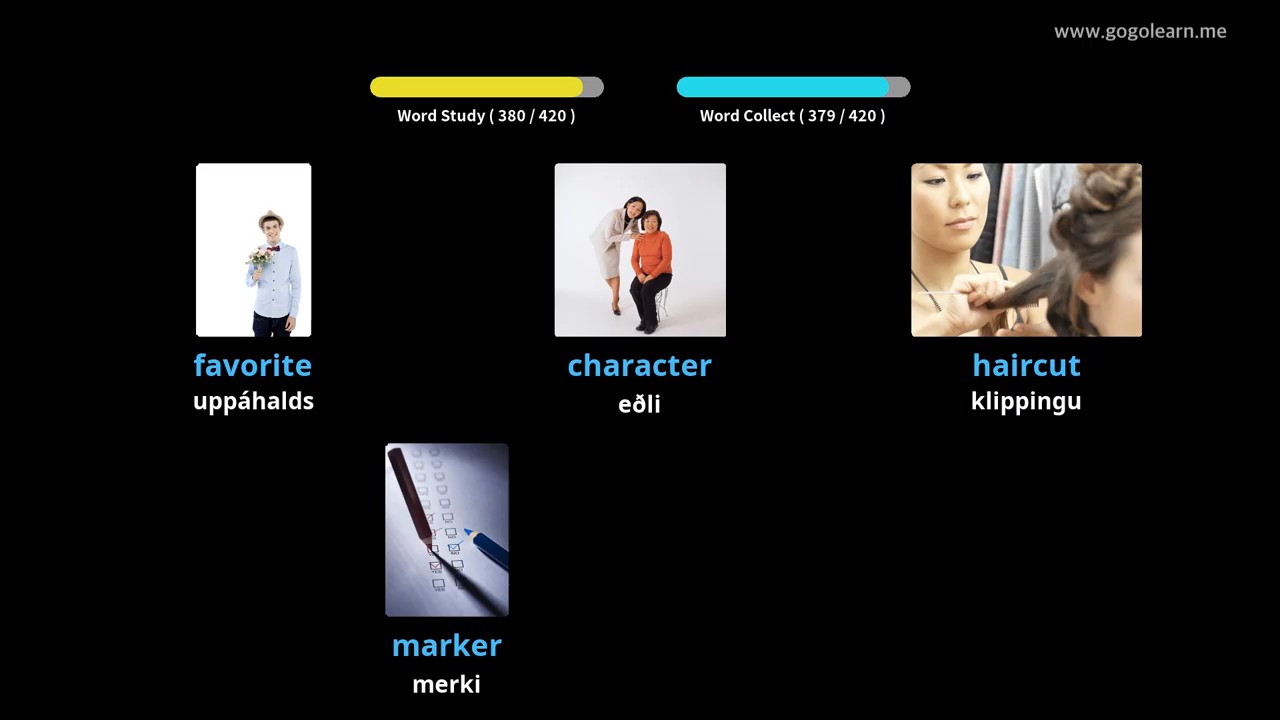 www.gogolearn.me
Word Study ( 380 / 420 )
Word Collect ( 379 / 420 )
favorite
uppáhalds
character
eðli
haircut
klippingu
marker
merki